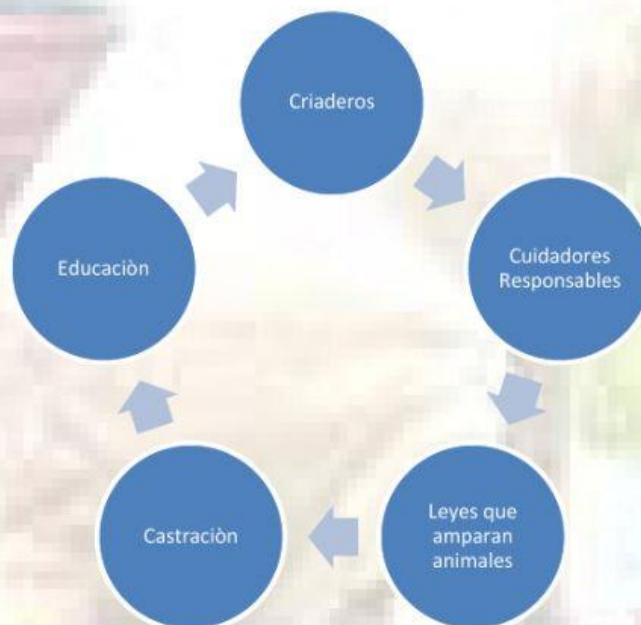 Criaderos
Cuidadores
Responsables
Leyes que
amparan
animales
Castraciòn
Educaciòn